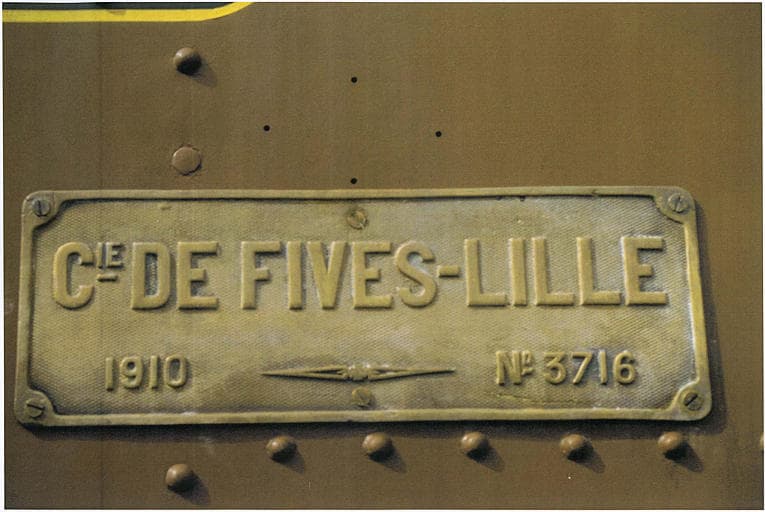 CIE DE FIVES-LILLE
1910 No 3716